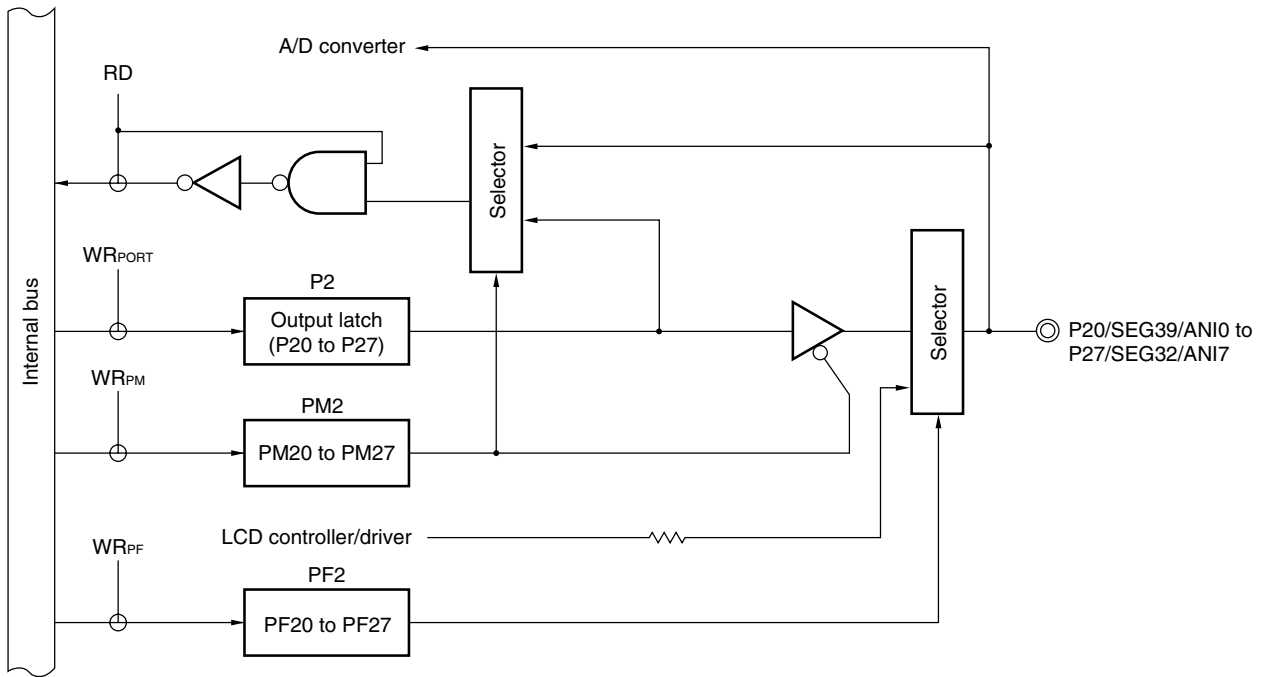 A/D converter
RD
Selector
WRPORT
P2
Output latch
(P20 to P27)
Selector
P20/SEG39/ANI0 to
P27/SEG32/ANI7
Internal bus
WRPM
PM2
PM20 to PM27
LCD controller/driver
WRPF
PF2
PF20 to PF27